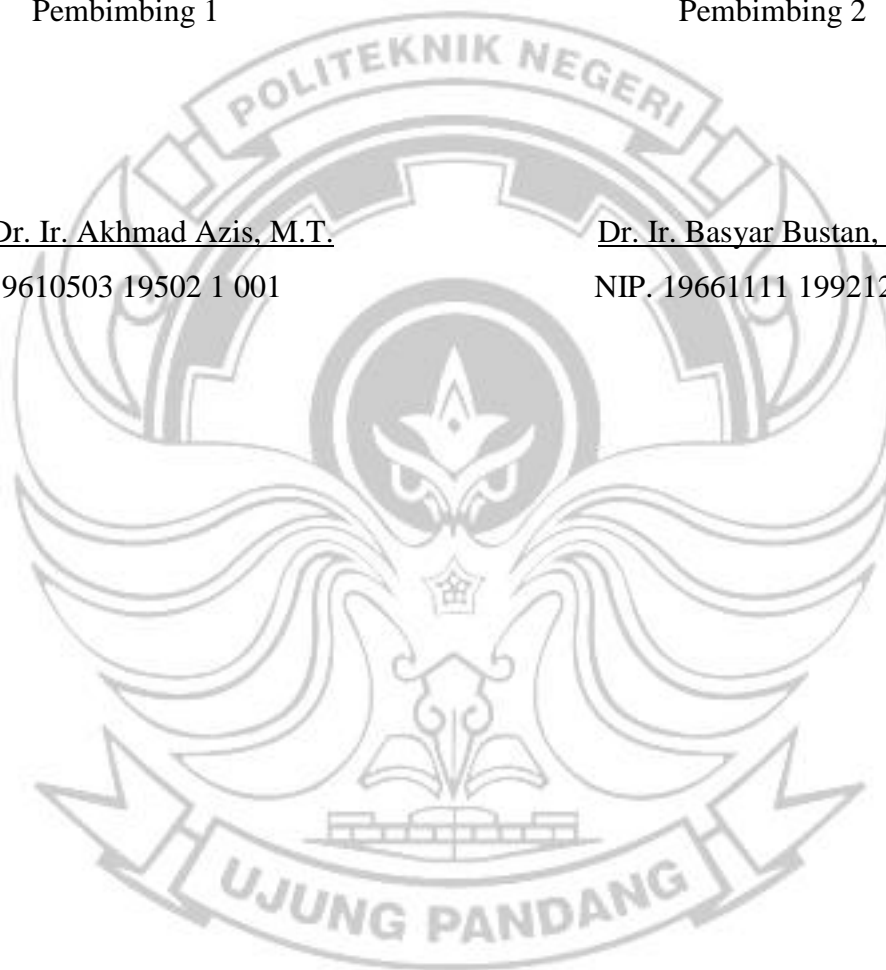 Pembimbing 1 Pembimbing 2
POLITEKNIK NEGERI
Dr. Ir. Akhmad Azis, M.T. Dr. Ir. Basyar Bustan,
9610503 19502 1 001 NIP. 19661111 199212
UJUNG PANDANG